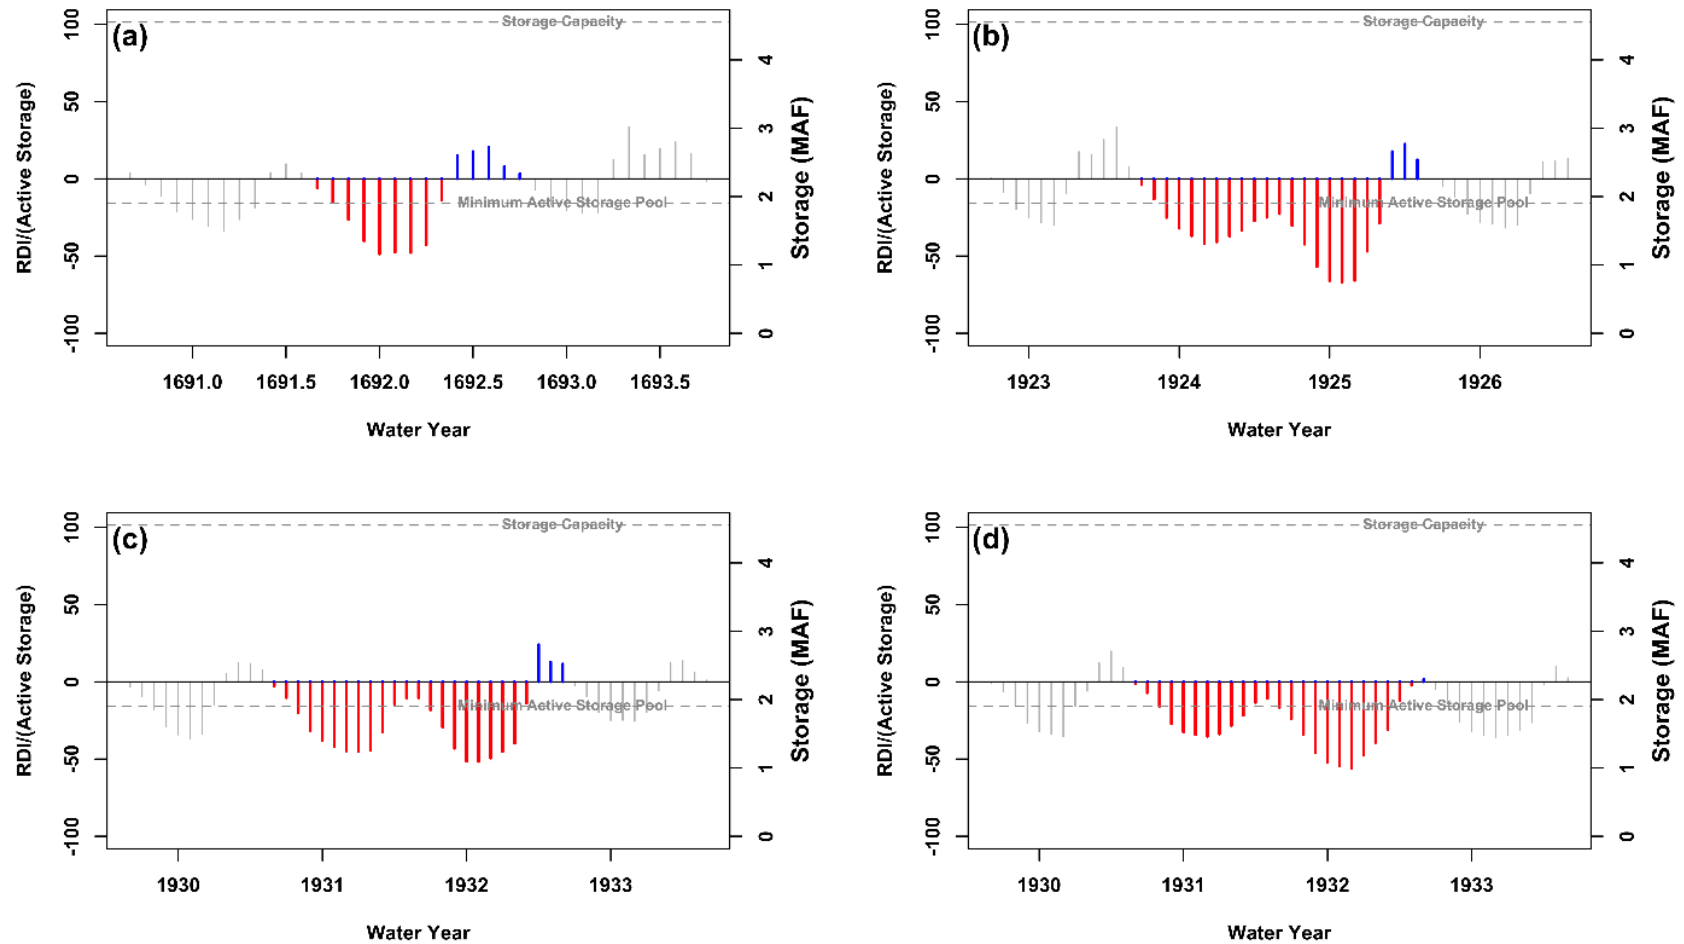 (a)
Storage Capacity
Minimum Active Storage Pool
RDI/(Active Storage)
100
50
0
-50
-100
Storage (MAF)
4
3
2
1
0
1691.0 1691.5 1692.0 1692.5 1693.0 1693.5
Water Year
(b)
Storage Capacity
Minimum Active Storage Pool
RDI/(Active Storage)
100
50
0
-50
-100
Storage (MAF)
4
3
2
1
0
1923 1924 1925 1926
Water Year
(c)
Storage Capacity
Minimum Active Storage Pool
RDI/(Active Storage)
100
50
0
-50
-100
Storage (MAF)
4
3
2
1
0
1930 1931 1932 1933
Water Year
(d)
Storage Capacity
Minimum Active Storage Pool
RDI/(Active Storage)
100
50
0
-50
-100
Storage (MAF)
4
3
2
1
0
1930 1931 1932 1933
Water Year